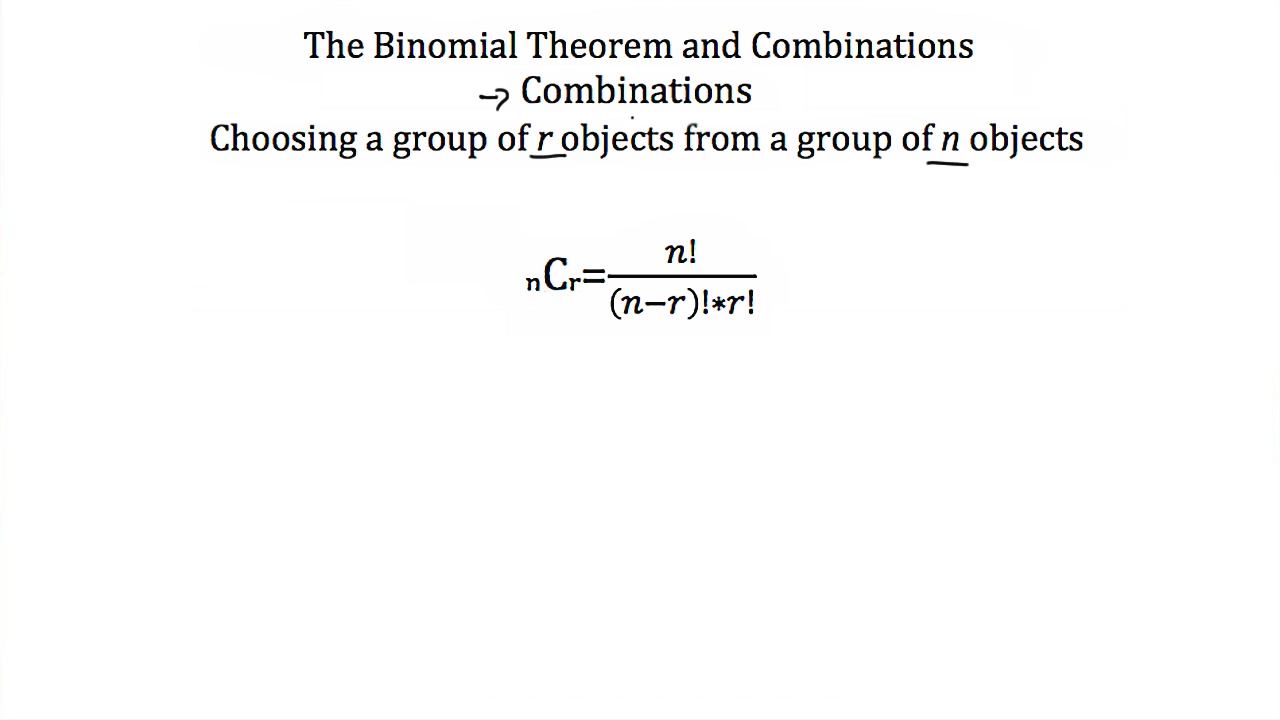 The Binomial Theorem and Combinations
→ Combinations
Choosing a group of r objects from a group of n objects
nCr=n!/(n−r)!*r!